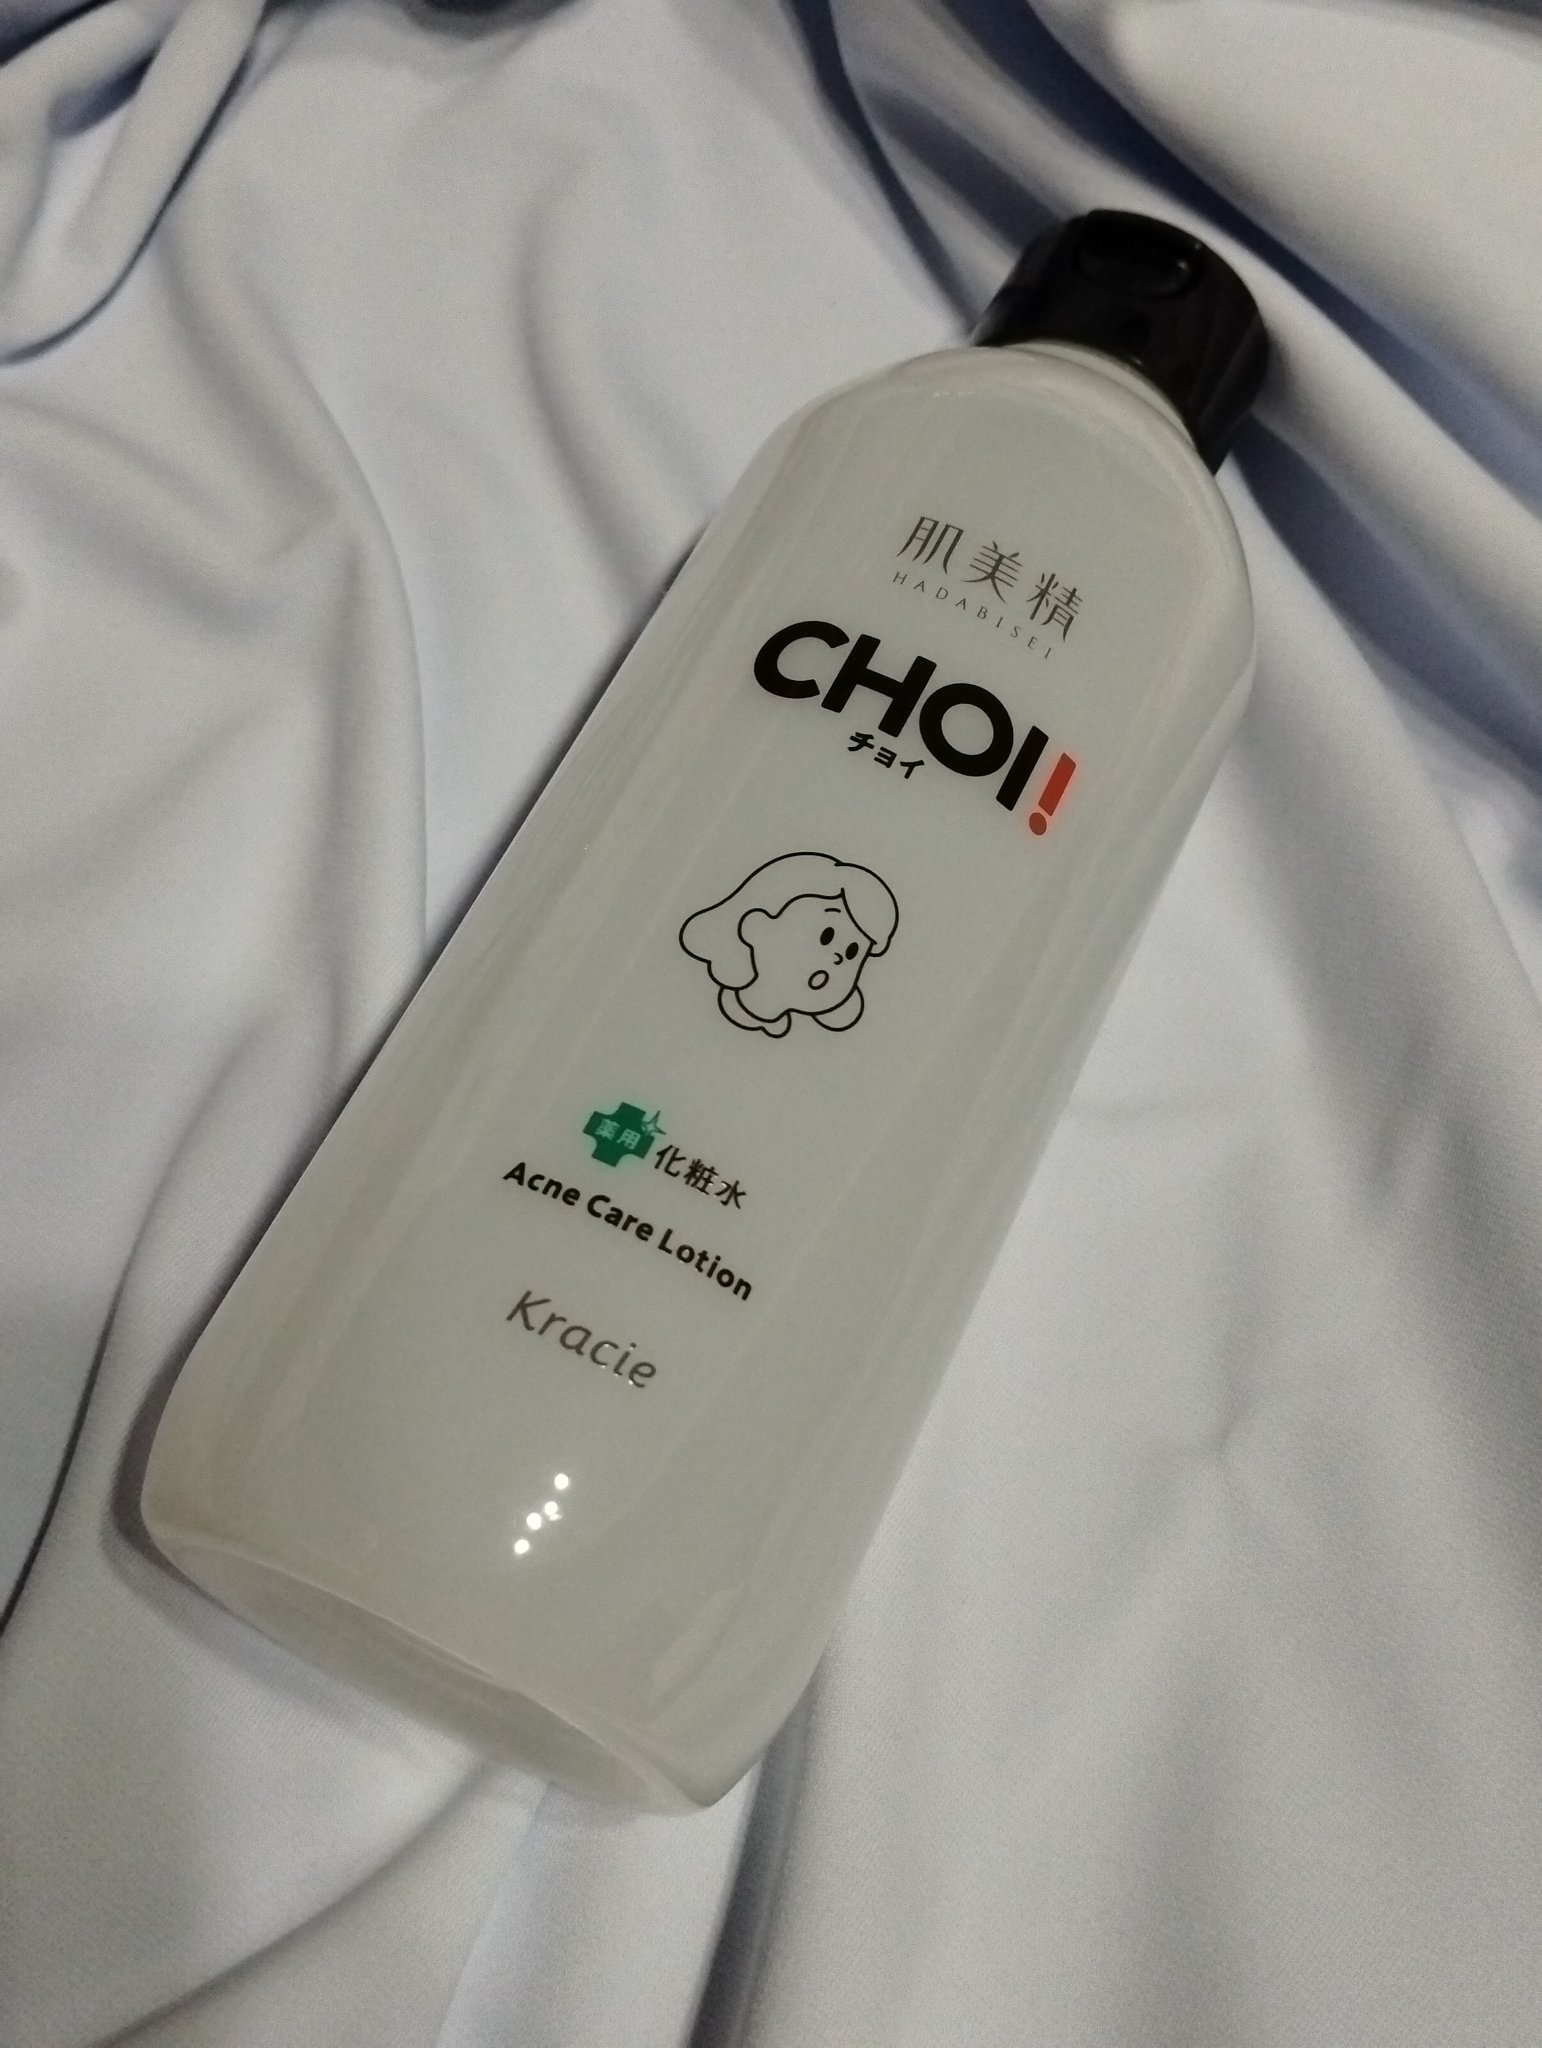 肌美精
HADABISEI
CHOI!
チョイ
薬用 化粧水
Acne Care Lotion
Kracie